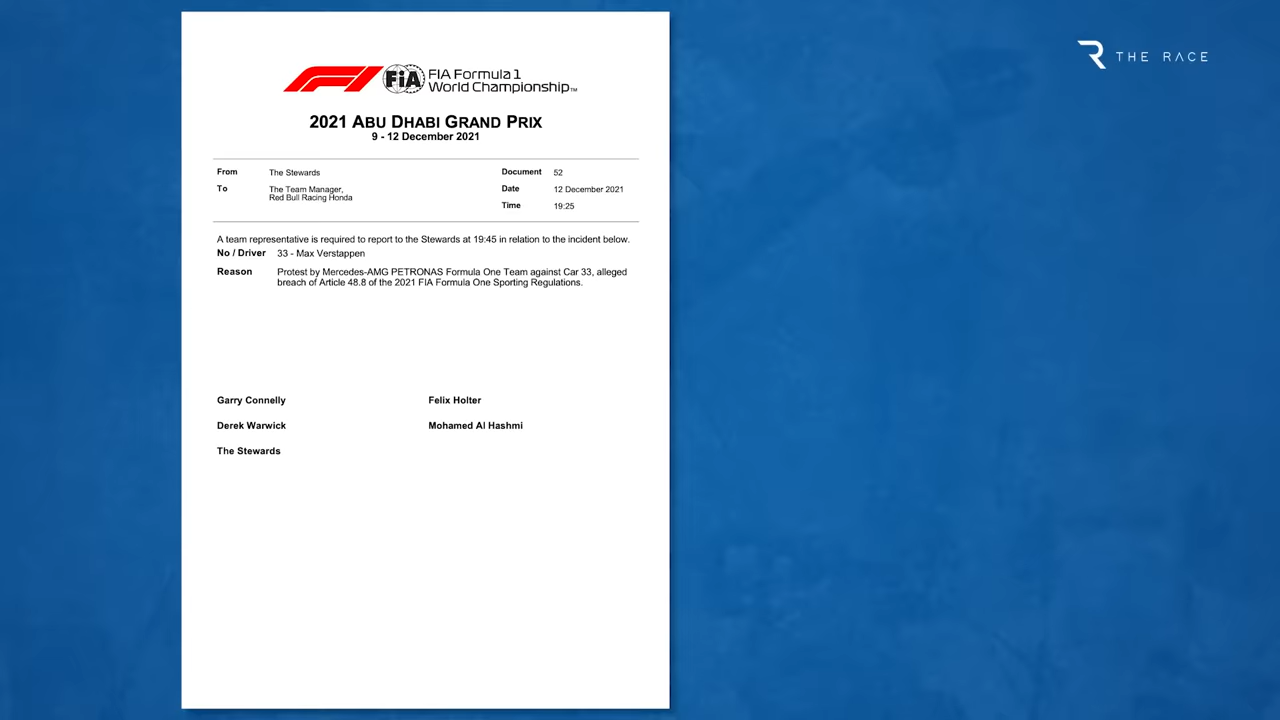 THE RACE
FIA Formula 1
World Championship™
2021 ABU DHABI GRAND PRIX
9 - 12 December 2021
From The Stewards Document 52
To The Team Manager, Date 12 December 2021
Red Bull Racing Honda
Time 19:25
A team representative is required to report to the Stewards at 19:45 in relation to the incident below.
No / Driver 33 - Max Verstappen
Reason Protest by Mercedes-AMG PETRONAS Formula One Team against Car 33, alleged
breach of Article 48.8 of the 2021 FIA Formula One Sporting Regulations.
Garry Connelly Felix Holter
Derek Warwick Mohamed Al Hashmi
The Stewards